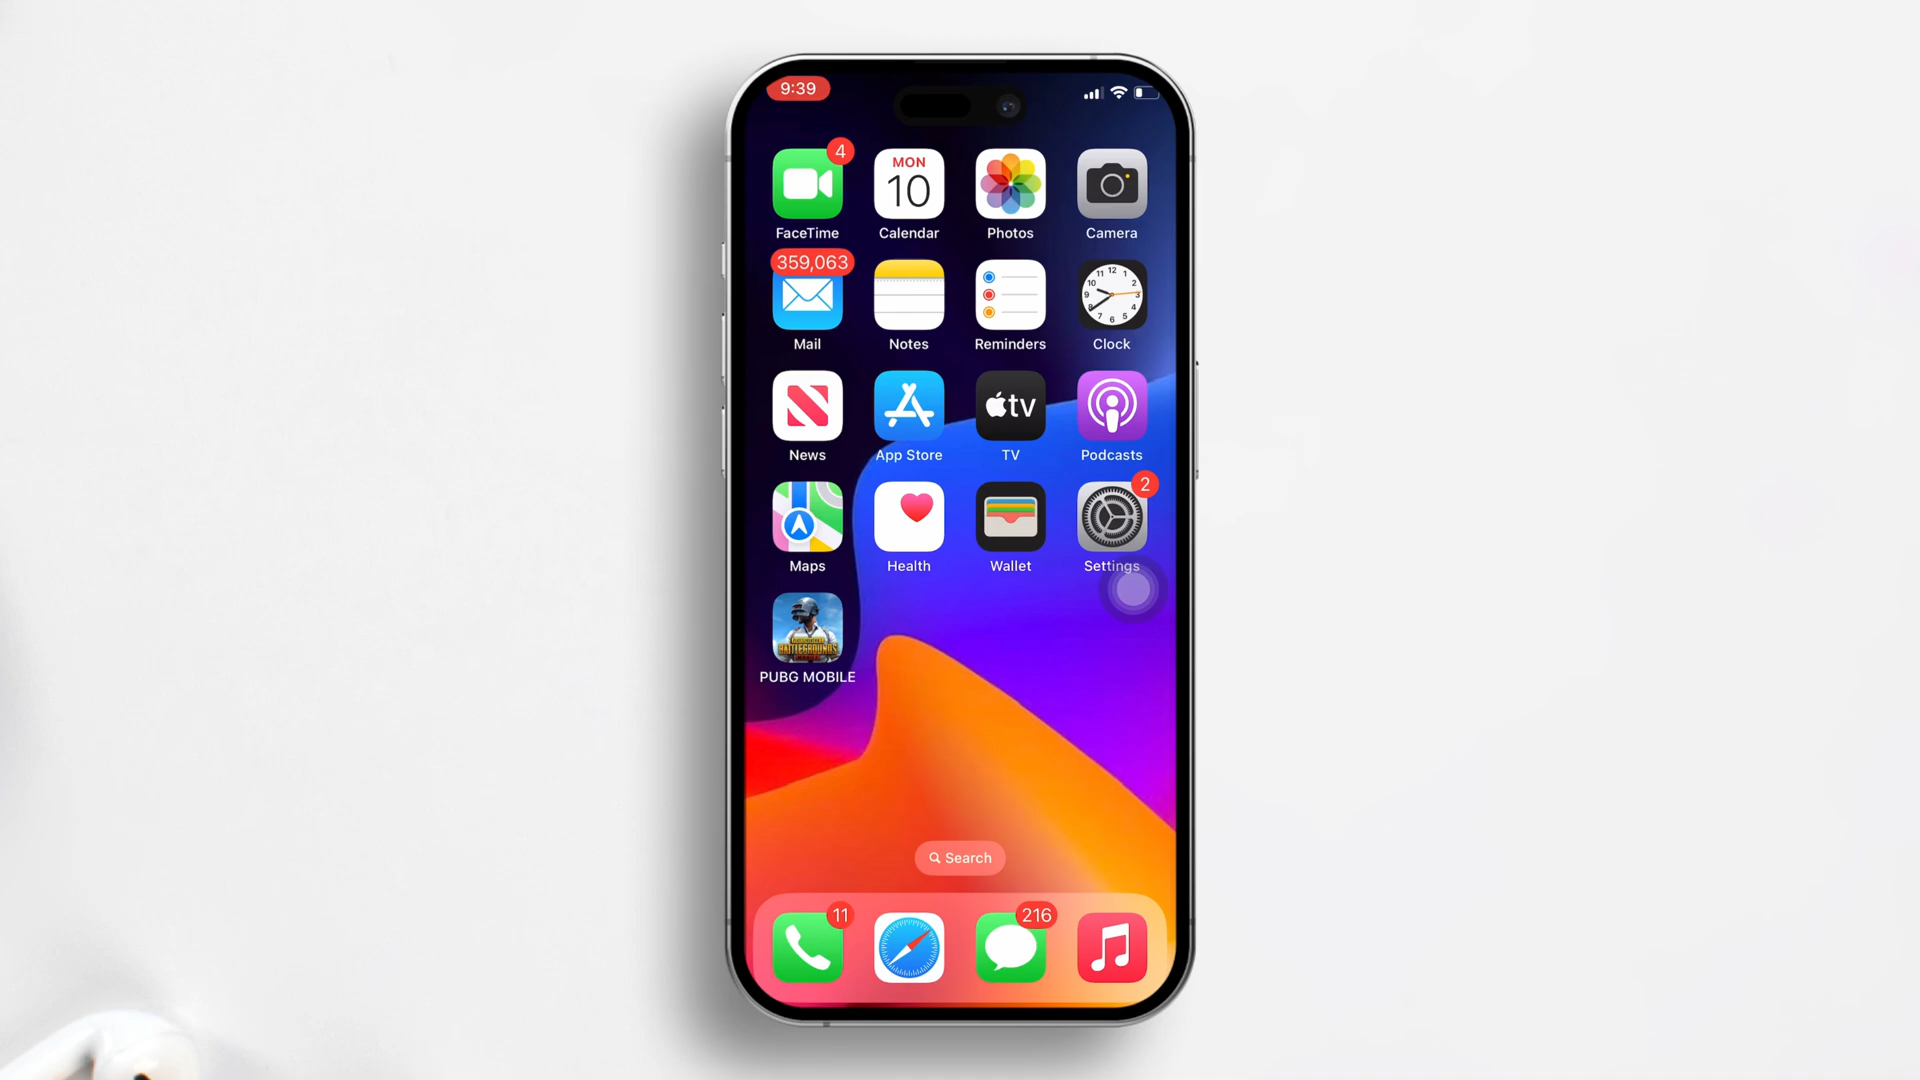 9:39
4
MON
10
FaceTime Calendar Photos Camera
359,063
Mail Notes Reminders Clock
tv
News App Store TV Podcasts
2
Maps Health Wallet Settings
BATTLEGROUNDS
PUBG MOBILE
Search
11 216